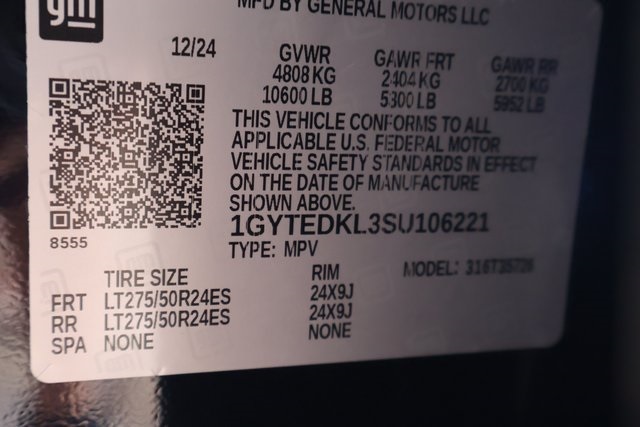 gm
MFD BY GENERAL MOTORS LLC
12/24 GVWR GAWR FRT GAWR RR
4808 KG 2404 KG 2700 KG
10600 LB 5300 LB 5952 LB
THIS VEHICLE CONFORMS TO ALL
APPLICABLE U.S. FEDERAL MOTOR
VEHICLE SAFETY STANDARDS IN EFFECT
ON THE DATE OF MANUFACTURE
SHOWN ABOVE.
1GYTEDKL3SU106221
8555
TYPE: MPV MODEL:
TIRE SIZE RIM
FRT LT275/50R24ES 24X9J
RR LT275/50R24ES 24X9J
SPA NONE NONE